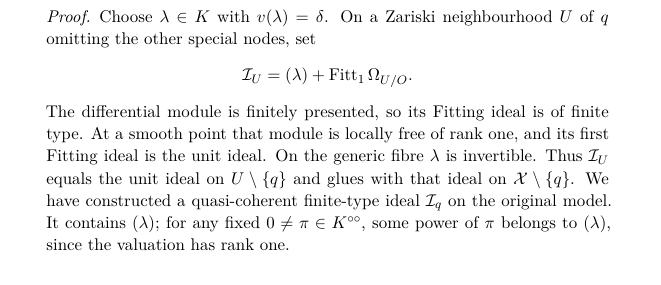 Proof. Choose λ ∈ K with v(λ) = δ. On a Zariski neighbourhood U of q
omitting the other special nodes, set
I_U = (λ) + Fitt₁ Ω_{U/O}.
The differential module is finitely presented, so its Fitting ideal is of finite
type. At a smooth point that module is locally free of rank one, and its first
Fitting ideal is the unit ideal. On the generic fibre λ is invertible. Thus I_U
equals the unit ideal on U \ {q} and glues with that ideal on X \ {q}. We
have constructed a quasi-coherent finite-type ideal I_q on the original model.
It contains (λ); for any fixed 0 ≠ π ∈ K°°, some power of π belongs to (λ),
since the valuation has rank one.